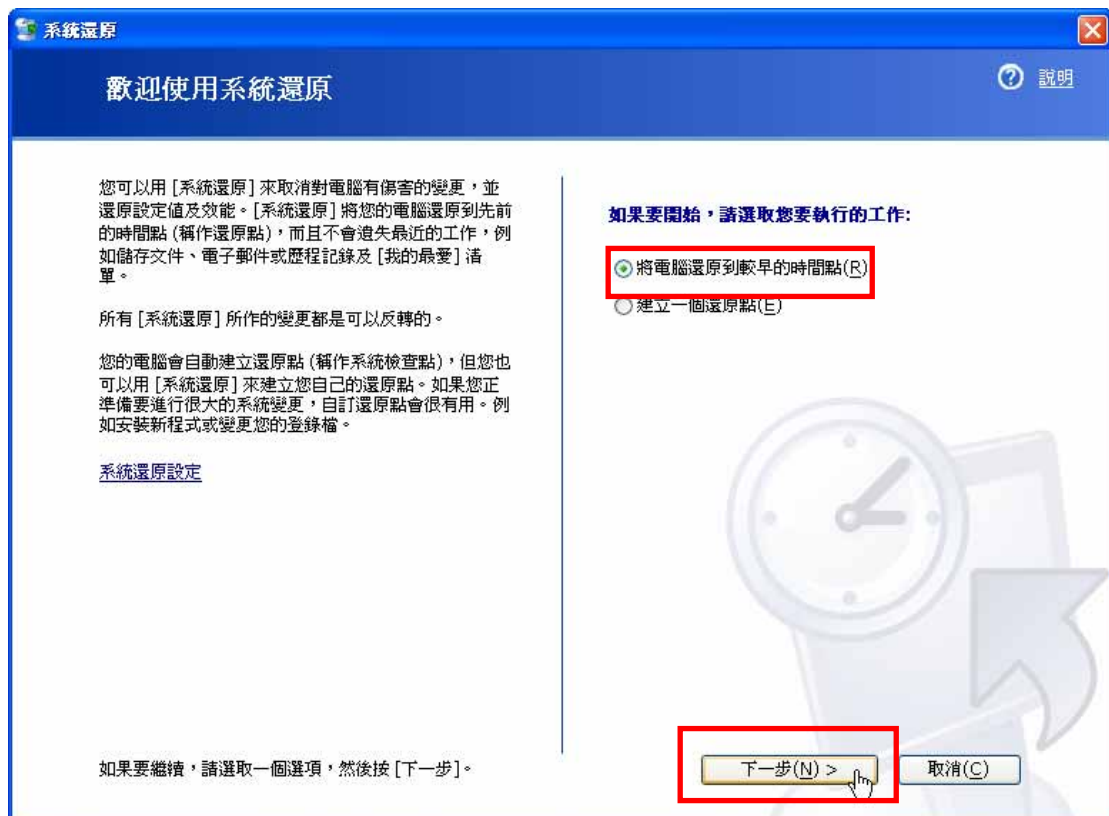 系統還原
歡迎使用系統還原
說明
您可以用 [系統還原] 來取消對電腦有傷害的變更，並
還原設定值及效能。[系統還原] 將您的電腦還原到先前
的時間點 (稱作還原點)，而且不會遺失最近的工作，例
如儲存文件、電子郵件或歷程記錄及 [我的最愛] 清
單。
所有 [系統還原] 所作的變更都是可以反轉的。
您的電腦會自動建立還原點 (稱作系統檢查點)，但您也
可以用 [系統還原] 來建立您自己的還原點。如果您正
準備要進行很大的系統變更，自訂還原點會很有用。例
如安裝新程式或變更您的登錄檔。
系統還原設定
如果要繼續，請選取一個選項，然後按 [下一步]。
如果要開始，請選取您要執行的工作:
將電腦還原到較早的時間點(R)
建立一個還原點(E)
下一步(N) >
取消(C)